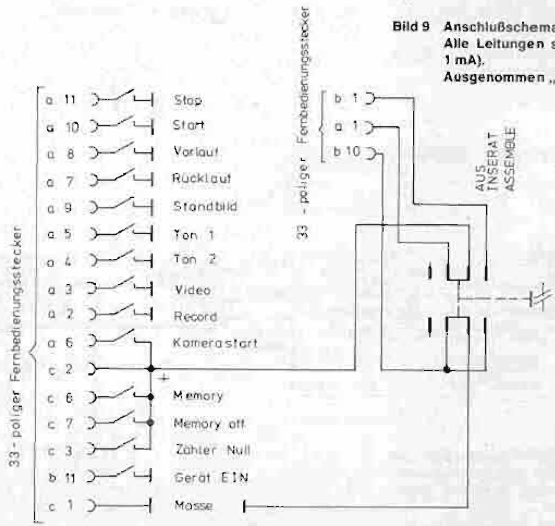 Bild 9 Anschlußschema
Alle Leitungen s
1 mA).
Ausgenommen „
33 - poliger Fernbedienungsstecker
a 11 Stop
a 10 Start
a 8 Vorlauf
a 7 Rücklauf
a 9 Standbild
a 5 Ton 1
a 4 Ton 2
a 3 Video
a 2 Record
a 6 Kamerastart
c 2
+
c 6 Memory
c 7 Memory off
c 3 Zähler Null
b 11 Gerät EIN
c 1 Masse
33 - poliger Fernbedienungsstecker
b 1
a 1
b 10
AUS
INSERAT
ASSEMBLE